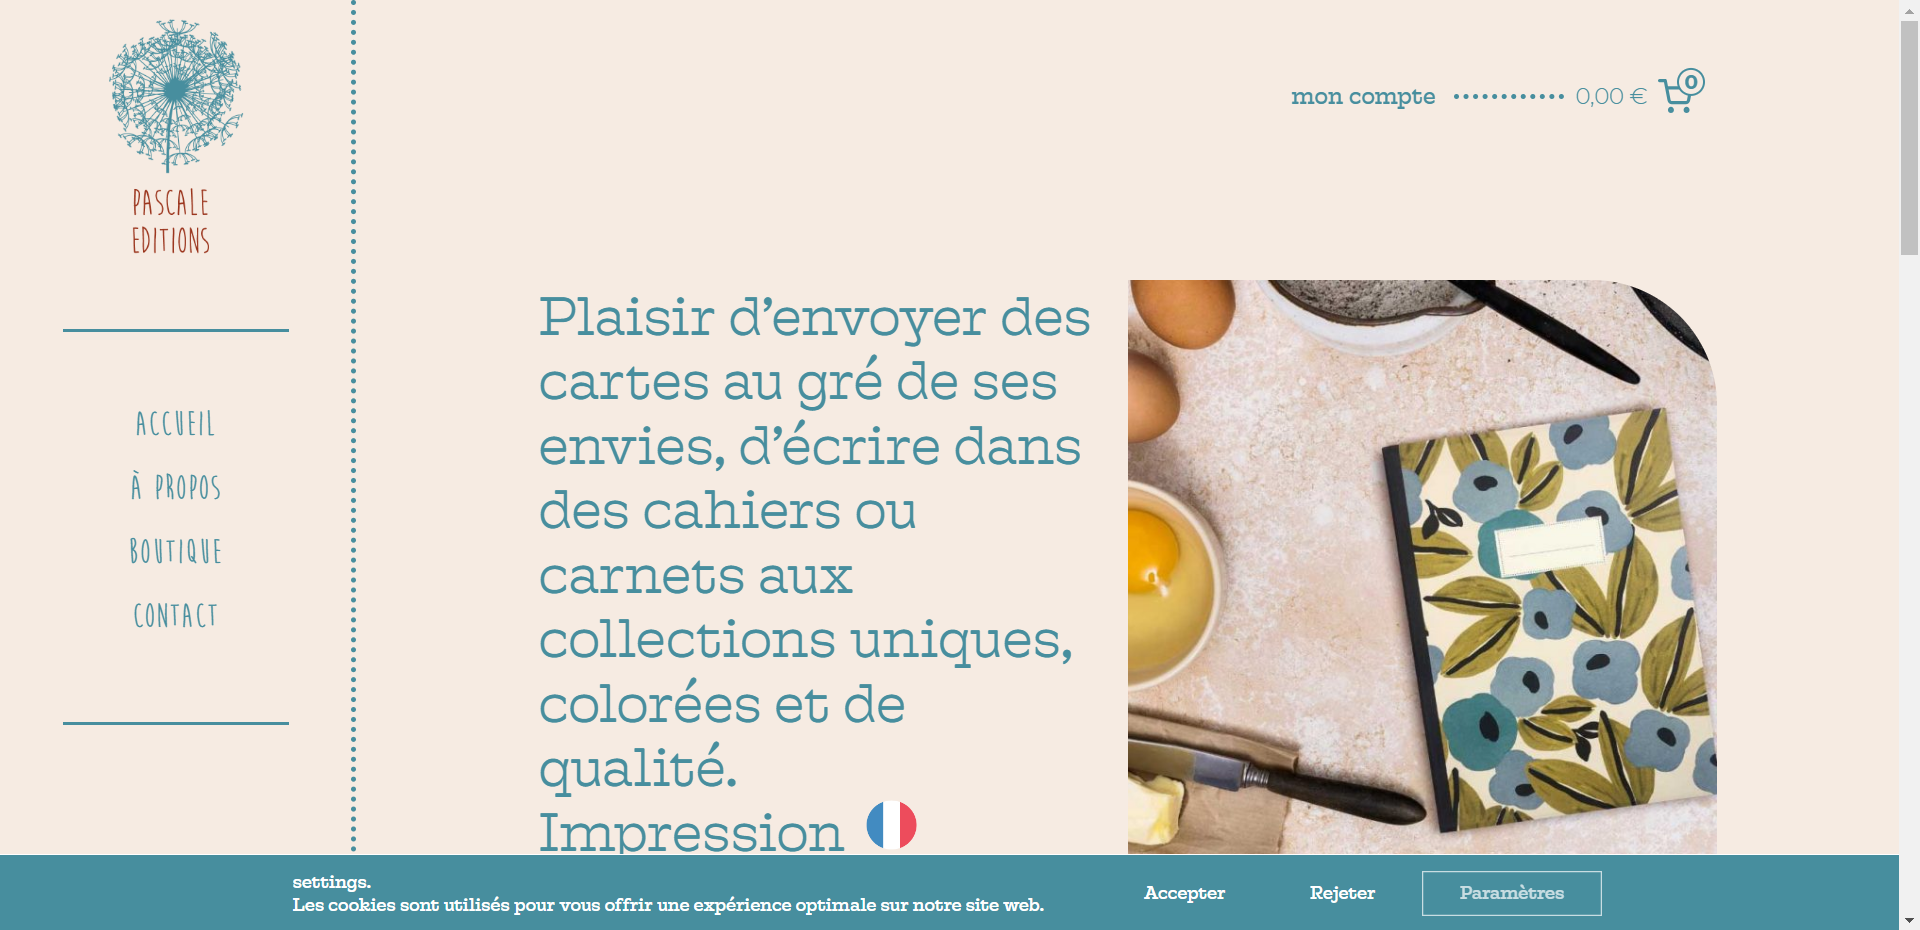 PASCALE
EDITIONS
ACCUEIL
À PROPOS
BOUTIQUE
CONTACT
mon compte
0,00 €
0
Plaisir d’envoyer des
cartes au gré de ses
envies, d’écrire dans
des cahiers ou
carnets aux
collections uniques,
colorées et de
qualité.
Impression
settings.
Les cookies sont utilisés pour vous offrir une expérience optimale sur notre site web.
Accepter
Rejeter
Paramètres